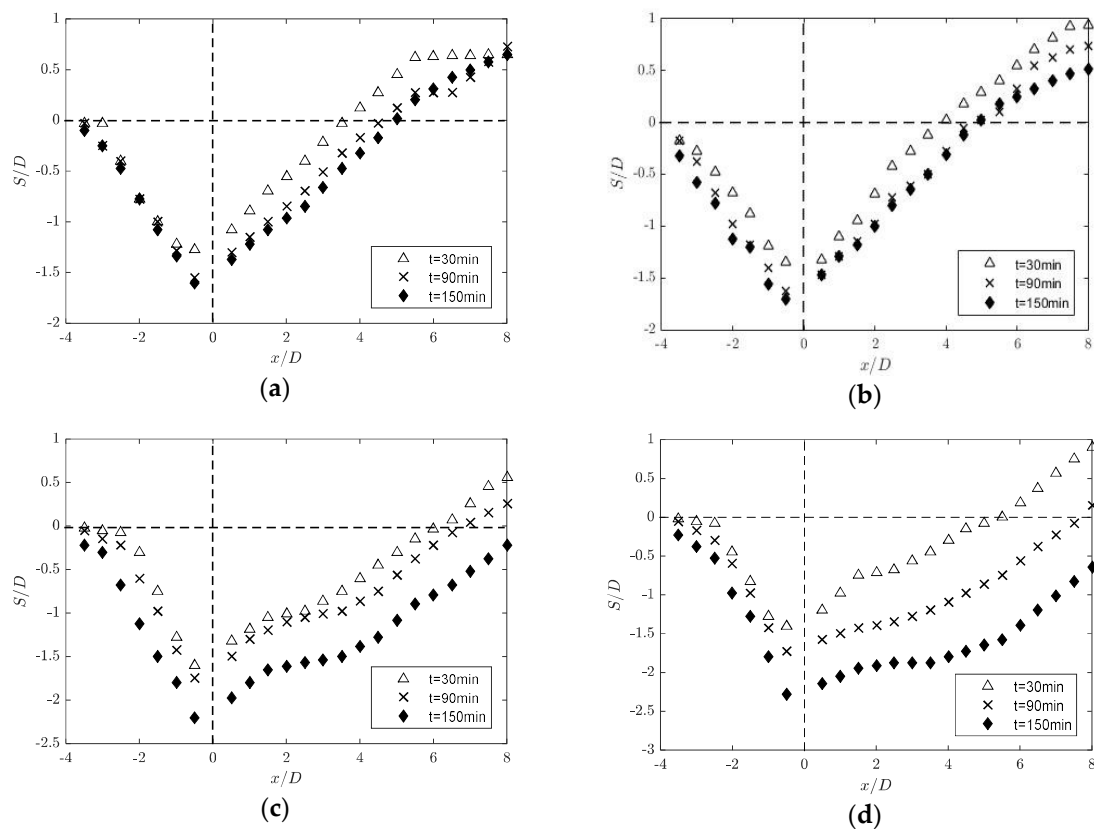 1
0.5
0
-0.5
-1
-1.5
-2
S/D
-4 -2 0 2 4 6 8
x/D
t=30min
t=90min
t=150min
(a)
1
0.5
0
-0.5
-1
-1.5
-2
S/D
-4 -2 0 2 4 6 8
x/D
t=30min
t=90min
t=150min
(b)
1
0.5
0
-0.5
-1
-1.5
-2
-2.5
S/D
-4 -2 0 2 4 6 8
x/D
t=30min
t=90min
t=150min
(c)
1
0.5
0
-0.5
-1
-1.5
-2
-2.5
-3
S/D
-4 -2 0 2 4 6 8
x/D
t=30min
t=90min
t=150min
(d)